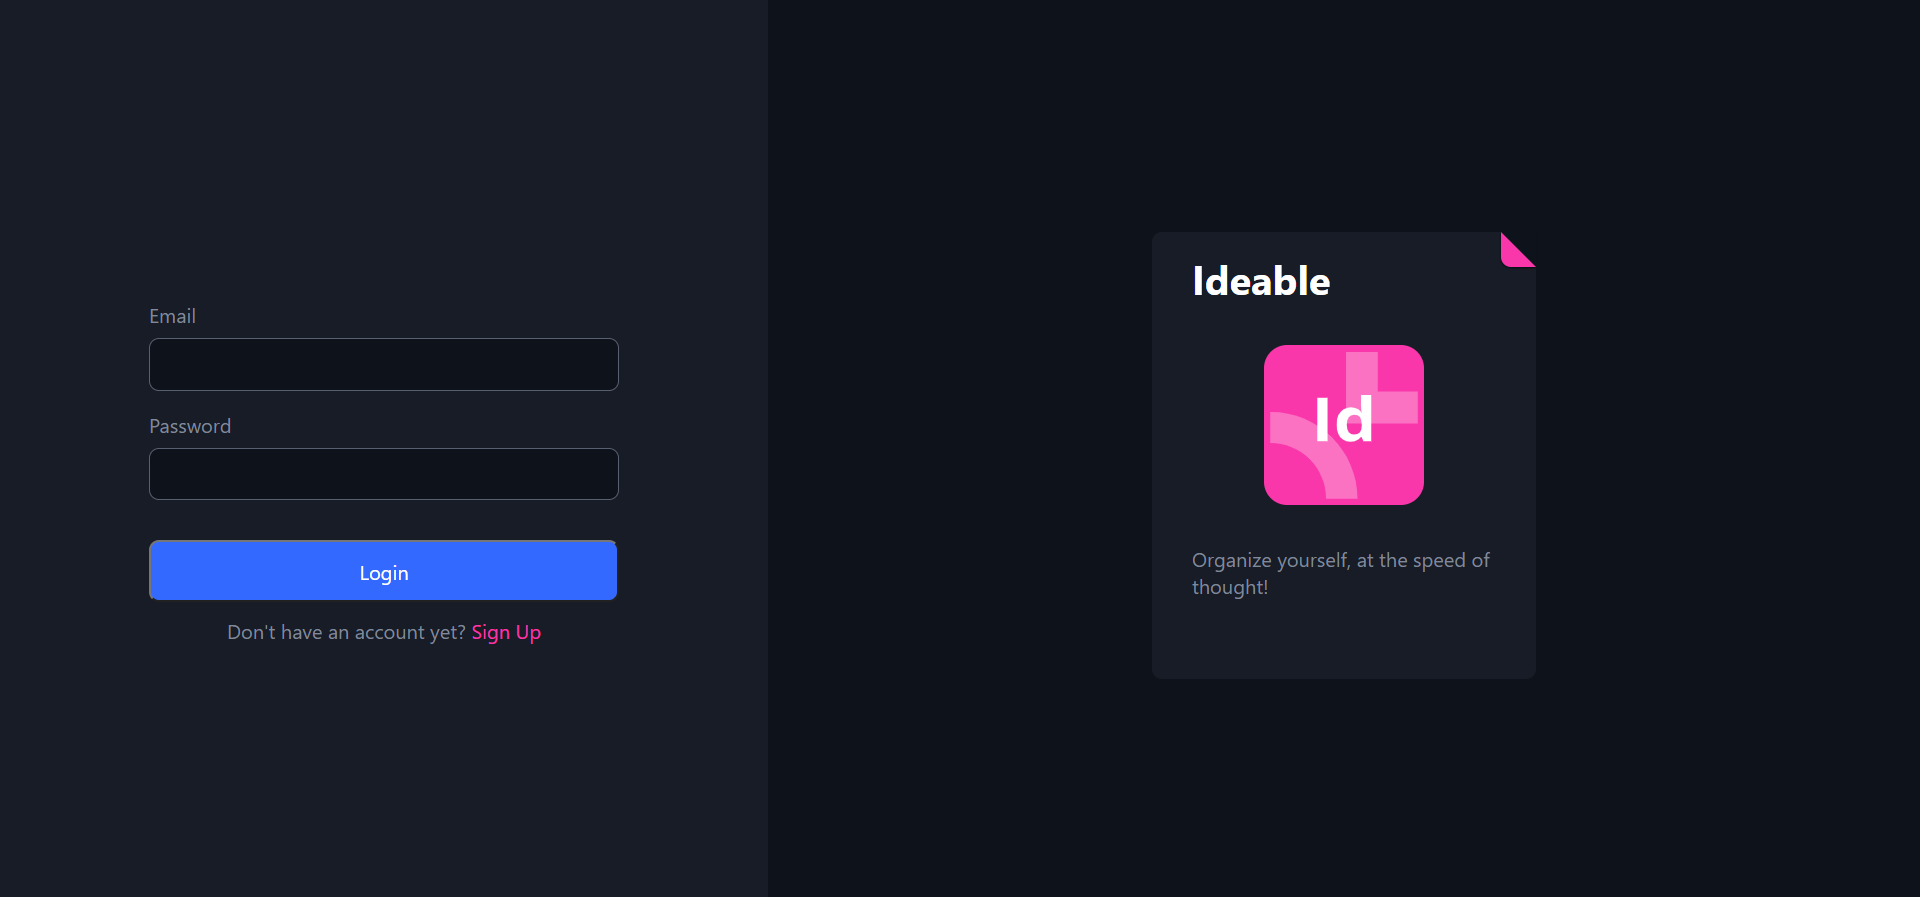 Email
Password
Login
Don't have an account yet? Sign Up
Ideable
Id
Organize yourself, at the speed of
thought!